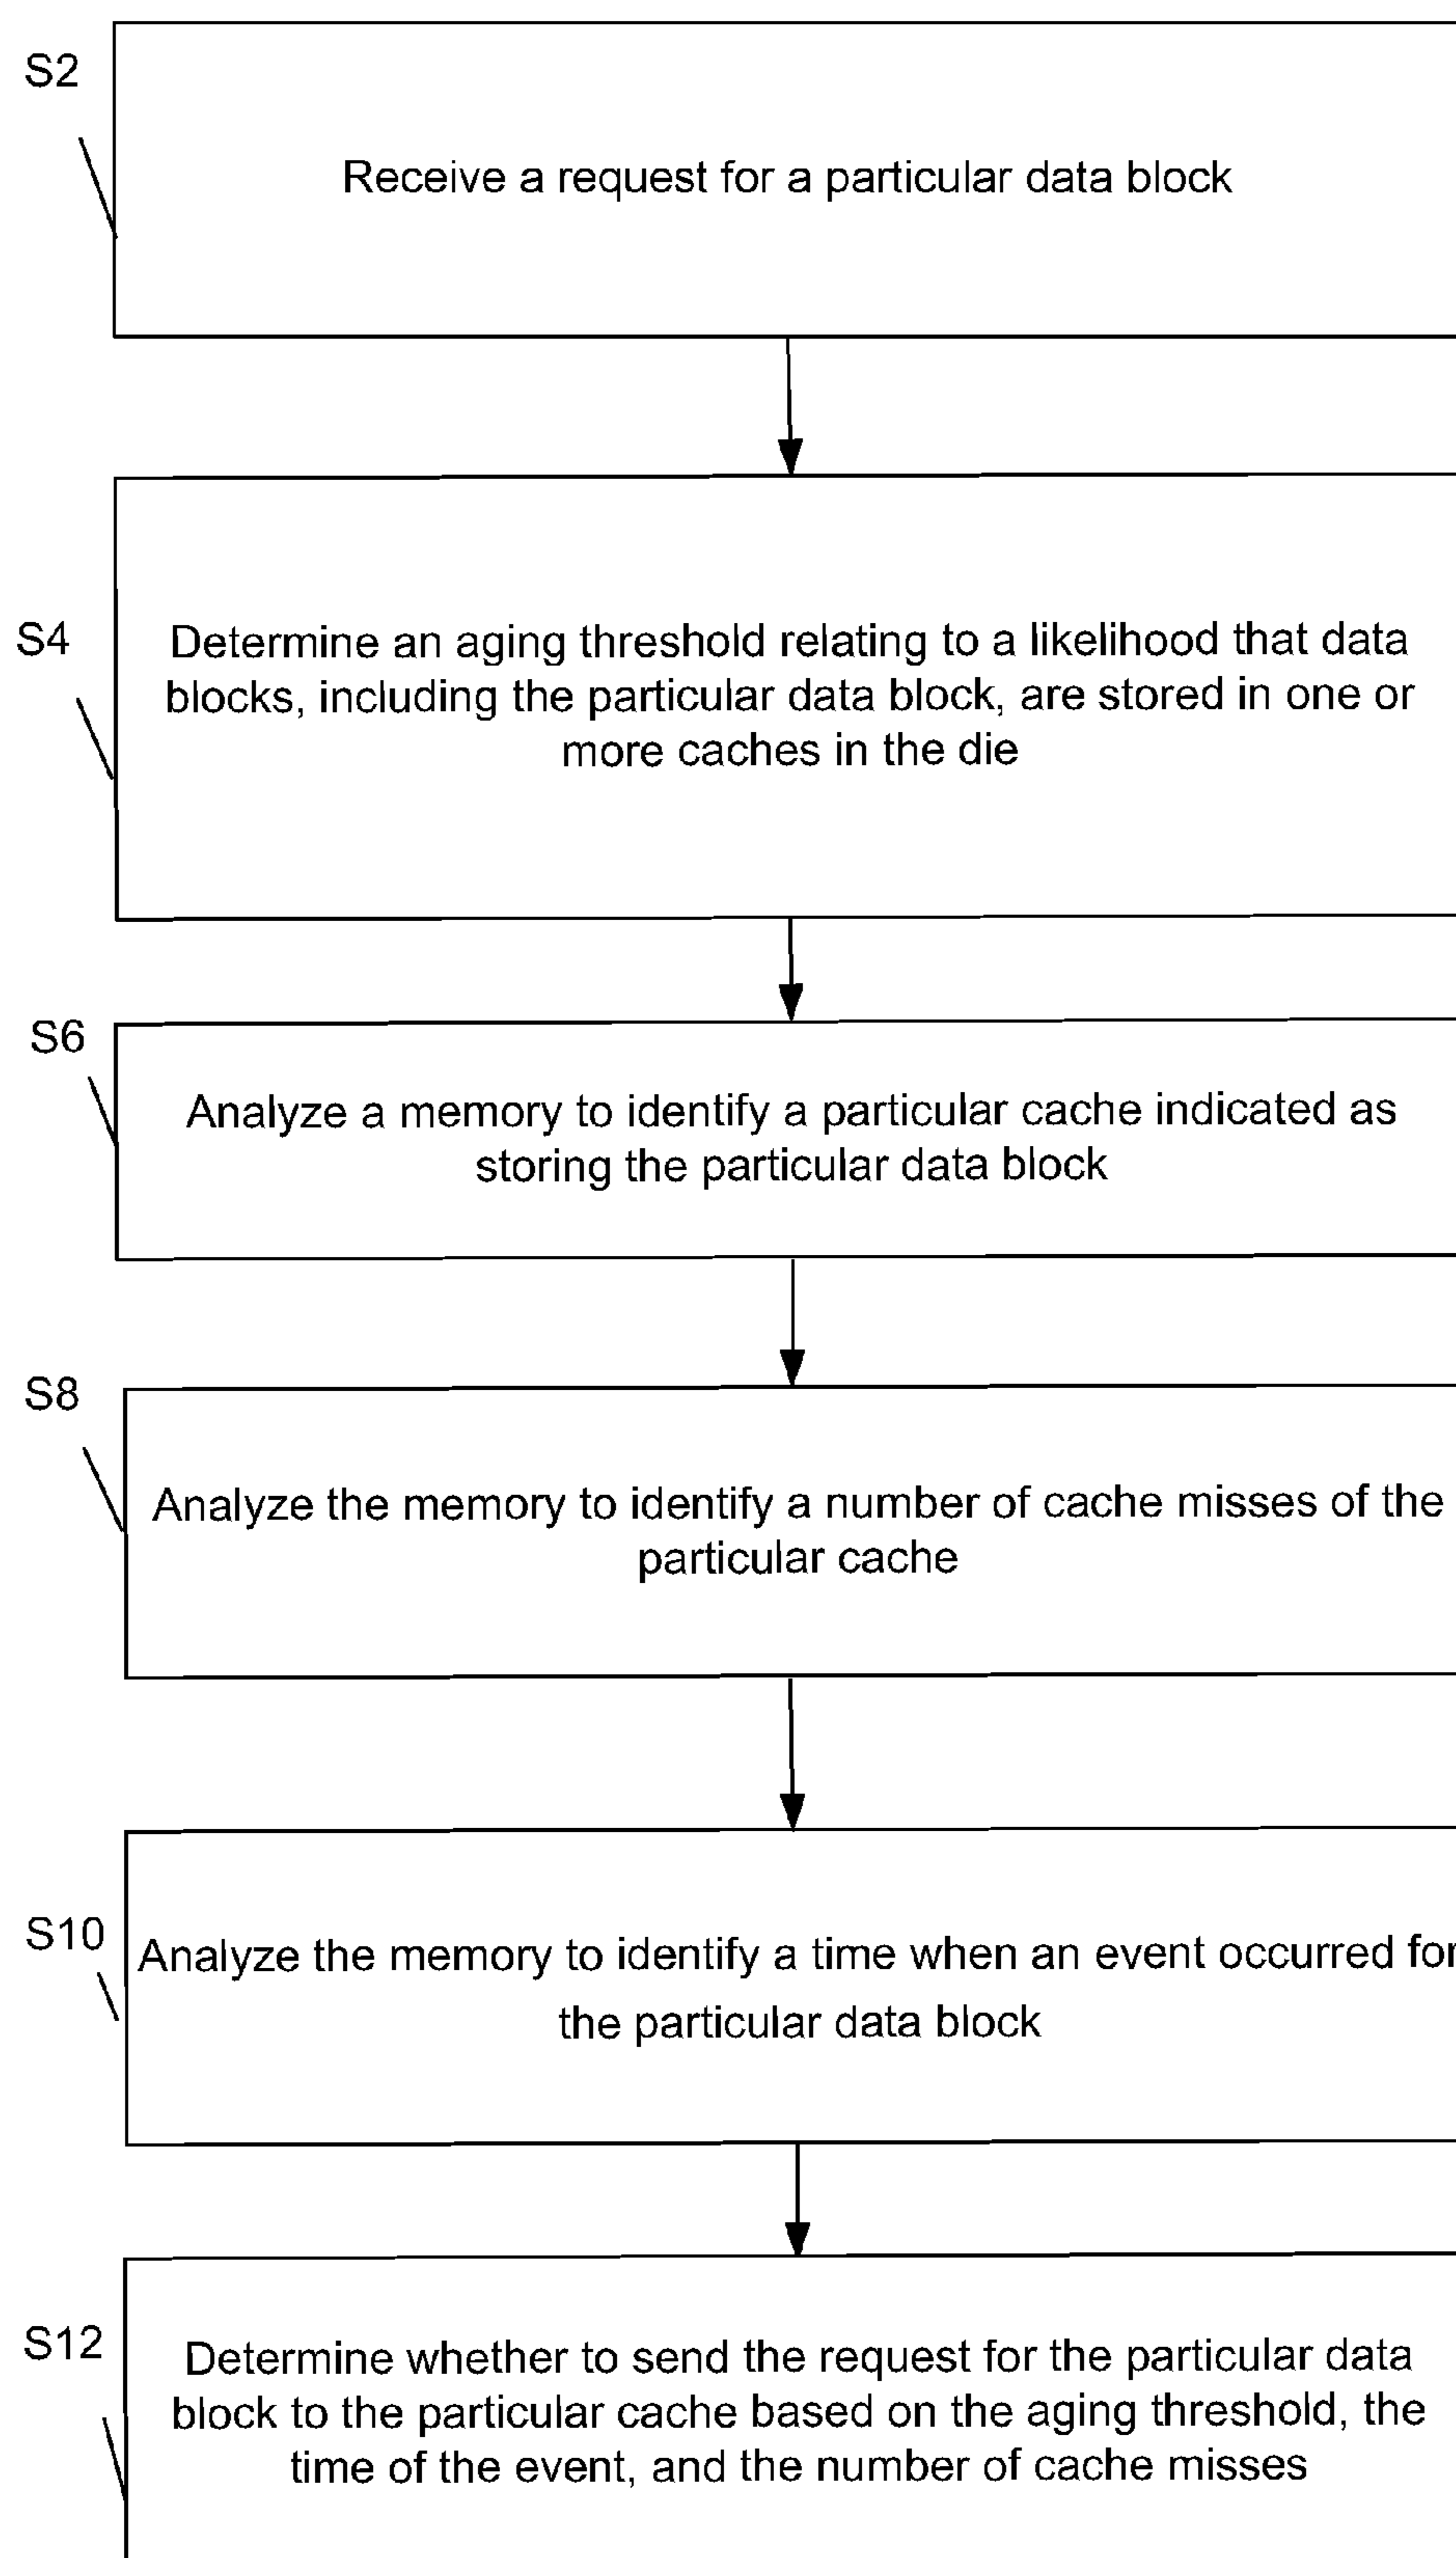 S2
Receive a request for a particular data block
S4
Determine an aging threshold relating to a likelihood that data
blocks, including the particular data block, are stored in one or
more caches in the die
S6
Analyze a memory to identify a particular cache indicated as
storing the particular data block
S8
Analyze the memory to identify a number of cache misses of the
particular cache
S10
Analyze the memory to identify a time when an event occurred for
the particular data block
S12
Determine whether to send the request for the particular data
block to the particular cache based on the aging threshold, the
time of the event, and the number of cache misses